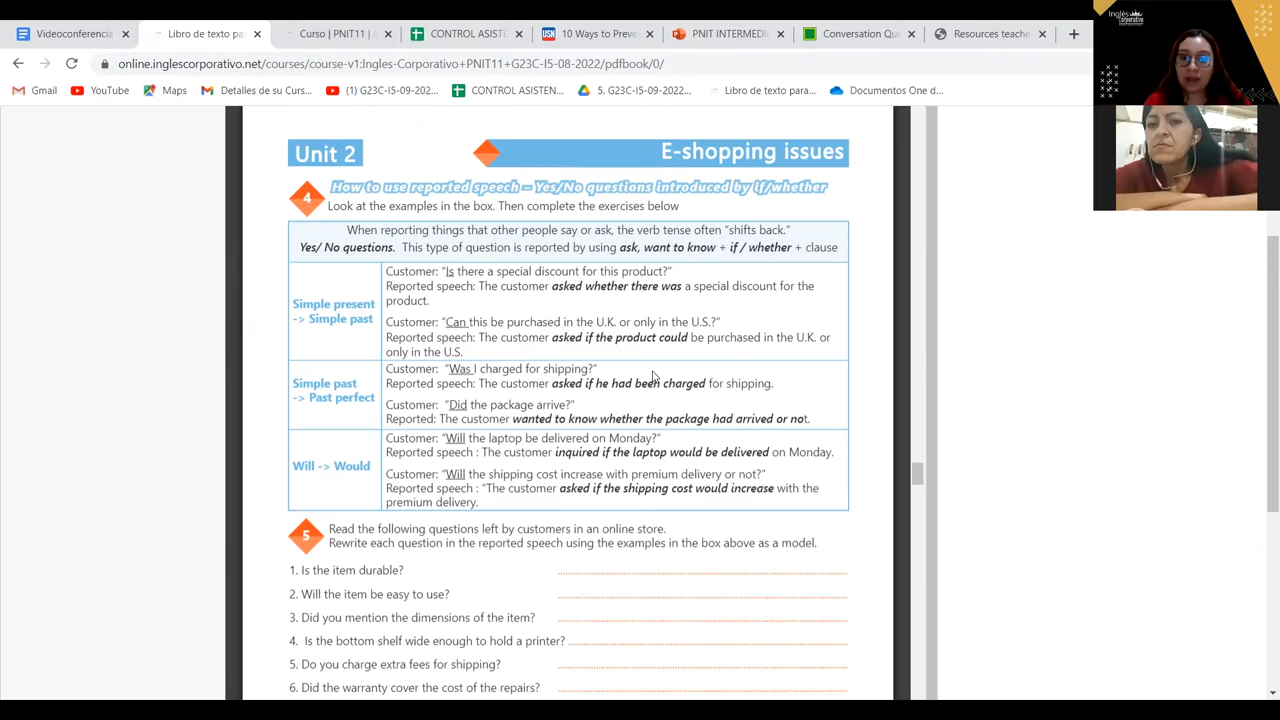 Videoconferencia
Libro de texto pa
Curso | PNIT11 |
CONTROL ASIST
10 Ways to Preve
PNIT INTERMEDI
Conversation Qu
Resources teache
online.inglescorporativo.net/courses/course-v1:Ingles-Corporativo+PNIT11+G23C-I5-08-2022/pdfbook/0/
Gmail
YouTube
Maps
Detalles de su Curs...
(1) G23C-I5-09-202...
CONTROL ASISTEN...
5. G23C-I5-09-2022...
Libro de texto para...
Documentos One d...
Inglés
Corporativo
Unit 2
E-shopping issues
4
How to use reported speech – Yes/No questions introduced by if/whether
Look at the examples in the box. Then complete the exercises below
When reporting things that other people say or ask, the verb tense often “shifts back.”
Yes/ No questions. This type of question is reported by using ask, want to know + if / whether + clause
Simple present
-> Simple past
Customer: “Is there a special discount for this product?”
Reported speech: The customer asked whether there was a special discount for the
product.
Customer: “Can this be purchased in the U.K. or only in the U.S.?”
Reported speech: The customer asked if the product could be purchased in the U.K. or
only in the U.S.
Simple past
-> Past perfect
Customer: “Was I charged for shipping?”
Reported speech: The customer asked if he had been charged for shipping.
Customer: “Did the package arrive?”
Reported: The customer wanted to know whether the package had arrived or not.
Will -> Would
Customer: “Will the laptop be delivered on Monday?”
Reported speech : The customer inquired if the laptop would be delivered on Monday.
Customer: “Will the shipping cost increase with premium delivery or not?”
Reported speech : “The customer asked if the shipping cost would increase with the
premium delivery.
5
Read the following questions left by customers in an online store.
Rewrite each question in the reported speech using the examples in the box above as a model.
1. Is the item durable?
2. Will the item be easy to use?
3. Did you mention the dimensions of the item?
4. Is the bottom shelf wide enough to hold a printer?
5. Do you charge extra fees for shipping?
6. Did the warranty cover the cost of the repairs?